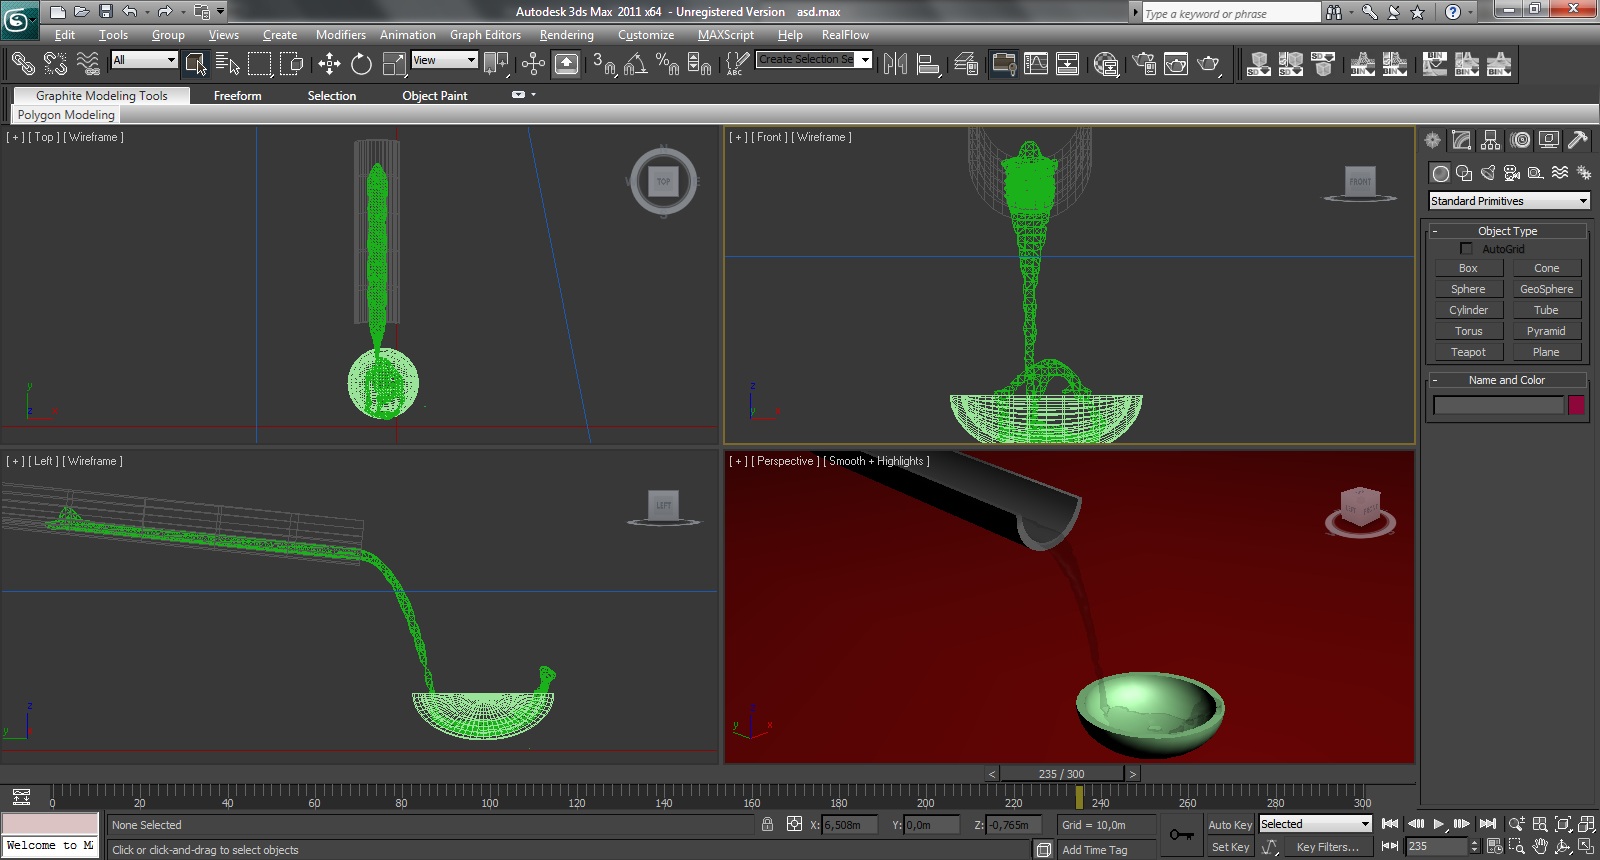 Autodesk 3ds Max 2011 x64 - Unregistered Version asd.max
Type a keyword or phrase
Edit Tools Group Views Create Modifiers Animation Graph Editors Rendering Customize MAXScript Help RealFlow
All View Create Selection Se
Graphite Modeling Tools Freeform Selection Object Paint
Polygon Modeling
[ + ] [ Top ] [ Wireframe ]
TOP
[ + ] [ Front ] [ Wireframe ]
FRONT
Standard Primitives
- Object Type
AutoGrid
Box Cone
Sphere GeoSphere
Cylinder Tube
Torus Pyramid
Teapot Plane
- Name and Color
[ + ] [ Left ] [ Wireframe ]
LEFT
[ + ] [ Perspective ] [ Smooth + Highlights ]
< 235 / 300 >
0 20 40 60 80 100 120 140 160 180 200 220 240 260 280 300
None Selected X: 6,508m Y: 0,0m Z: -0,765m Grid = 10,0m Auto Key Selected
Welcome to M
Click or click-and-drag to select objects Add Time Tag Set Key Key Filters... 235